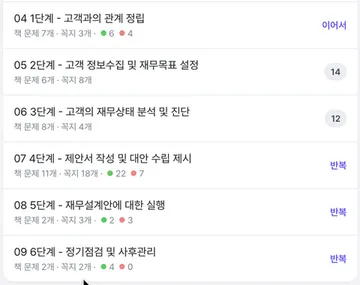 04 1단계 - 고객과의 관계 정립
이어서
책 문제 7개 · 꼭지 3개 · 6 4
05 2단계 - 고객 정보수집 및 재무목표 설정
14
책 문제 6개 · 꼭지 8개
06 3단계 - 고객의 재무상태 분석 및 진단
12
책 문제 8개 · 꼭지 4개
07 4단계 - 제안서 작성 및 대안 수립 제시
반복
책 문제 11개 · 꼭지 18개 · 22 7
08 5단계 - 재무설계안에 대한 실행
반복
책 문제 2개 · 꼭지 3개 · 2 3
09 6단계 - 정기점검 및 사후관리
반복
책 문제 2개 · 꼭지 2개 · 4 0